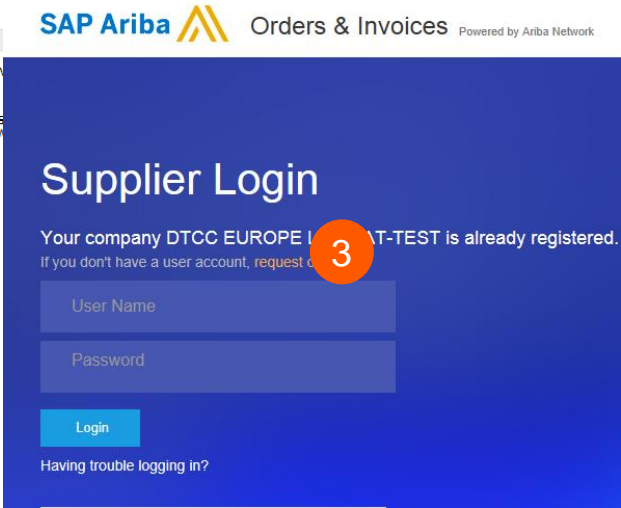 SAP Ariba Orders & Invoices Powered by Ariba Network
Supplier Login
Your company DTCC EUROPE -TEST is already registered.
If you don't have a user account, request
3
User Name
Password
Login
Having trouble logging in?